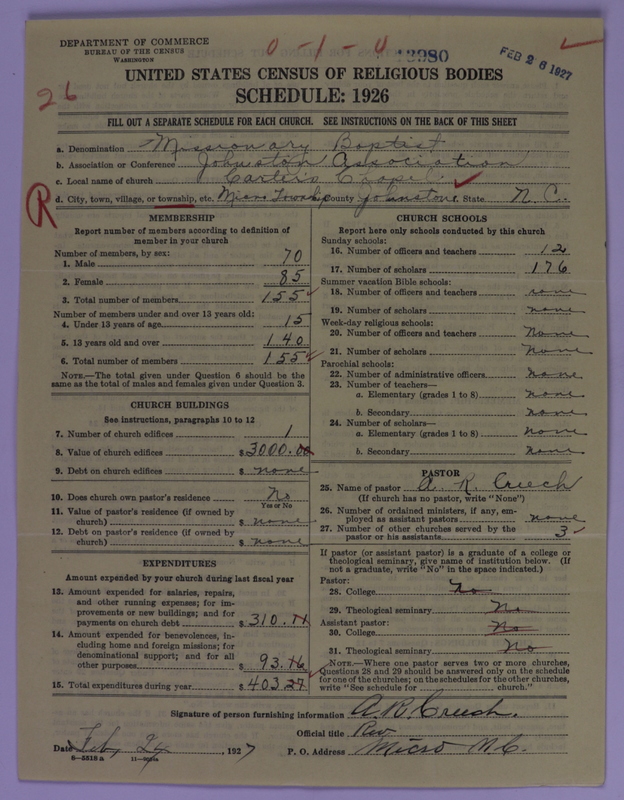 DEPARTMENT OF COMMERCE
BUREAU OF THE CENSUS
WASHINGTON
0-1-0
13980
FEB 26 1927
UNITED STATES CENSUS OF RELIGIOUS BODIES
SCHEDULE: 1926
26
FILL OUT A SEPARATE SCHEDULE FOR EACH CHURCH. SEE INSTRUCTIONS ON THE BACK OF THIS SHEET
a. Denomination Missionary Baptist
b. Association or Conference Johnston Association
c. Local name of church Carter's
d. City, town, village, or township, etc. Micro Township County Johnston State N.C.
R
MEMBERSHIP
Report number of members according to definition of
member in your church
Number of members, by sex:
1. Male 70
2. Female 85
3. Total number of members 155
Number of members under and over 13 years old:
4. Under 13 years of age 15
5. 13 years old and over 140
6. Total number of members 155
NOTE.—The total given under Question 6 should be
same as the total of males and females given under Question 3.
CHURCH BUILDINGS
See instructions, paragraphs 10 to 12
7. Number of church edifices 1
8. Value of church edifices $3000.00
9. Debt on church edifices $ none
10. Does church own pastor's residence No
Yes or No
11. Value of pastor's residence (if owned by
church) $ none
12. Debt on pastor's residence (if owned by
church) $ none
EXPENDITURES
Amount expended by your church during last fiscal year
13. Amount expended for salaries, repairs,
and other running expenses; for im-
provements or new buildings; and for
payments on church debt $310.11
14. Amount expended for benevolences, in-
cluding home and foreign missions; for
denominational support; and for all
other purposes $93.16
15. Total expenditures during year $403.27
CHURCH SCHOOLS
Report here only schools conducted by this church
Sunday schools:
16. Number of officers and teachers 12
17. Number of scholars 176
Summer vacation Bible schools:
18. Number of officers and teachers none
19. Number of scholars none
Week-day religious schools:
20. Number of officers and teachers None
21. Number of scholars None
Parochial schools:
22. Number of administrative officers none
23. Number of teachers—
a. Elementary (grades 1 to 8) none
b. Secondary none
24. Number of scholars—
a. Elementary (grades 1 to 8) none
b. Secondary none
PASTOR
25. Name of pastor A. R. Creech
(If church has no pastor, write "None")
26. Number of ordained ministers, if any, em-
ployed as assistant pastors none
27. Number of other churches served by the
pastor or his assistants 3
If pastor (or assistant pastor) is a graduate of a college or
theological seminary, give name of institution below. (If
not a graduate, write "No" in the space indicated.)
Pastor:
28. College No
29. Theological seminary No
Assistant pastor:
30. College No
31. Theological seminary No
NOTE.—Where one pastor serves two or more churches,
Questions 28 and 29 should be answered only on the schedule
for one of the churches; on the schedules for the other churches,
write "See schedule for church."
Signature of person furnishing information A. R. Creech.
Official title Rev
Date Feb. 24, 1927
P. O. Address Micro N.C.
8-5518 a